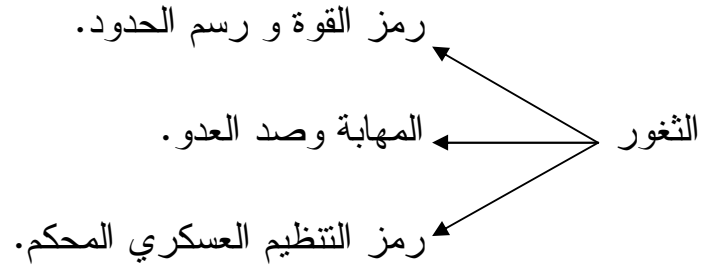 رمز القوة و رسم الحدود.
الثغور
المهابة وصد العدو.
رمز التنظيم العسكري المحكم.